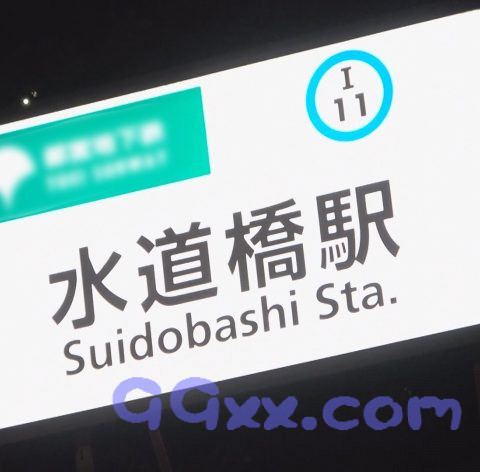 I
11
水道橋駅
Suidobashi Sta.
99xx.com